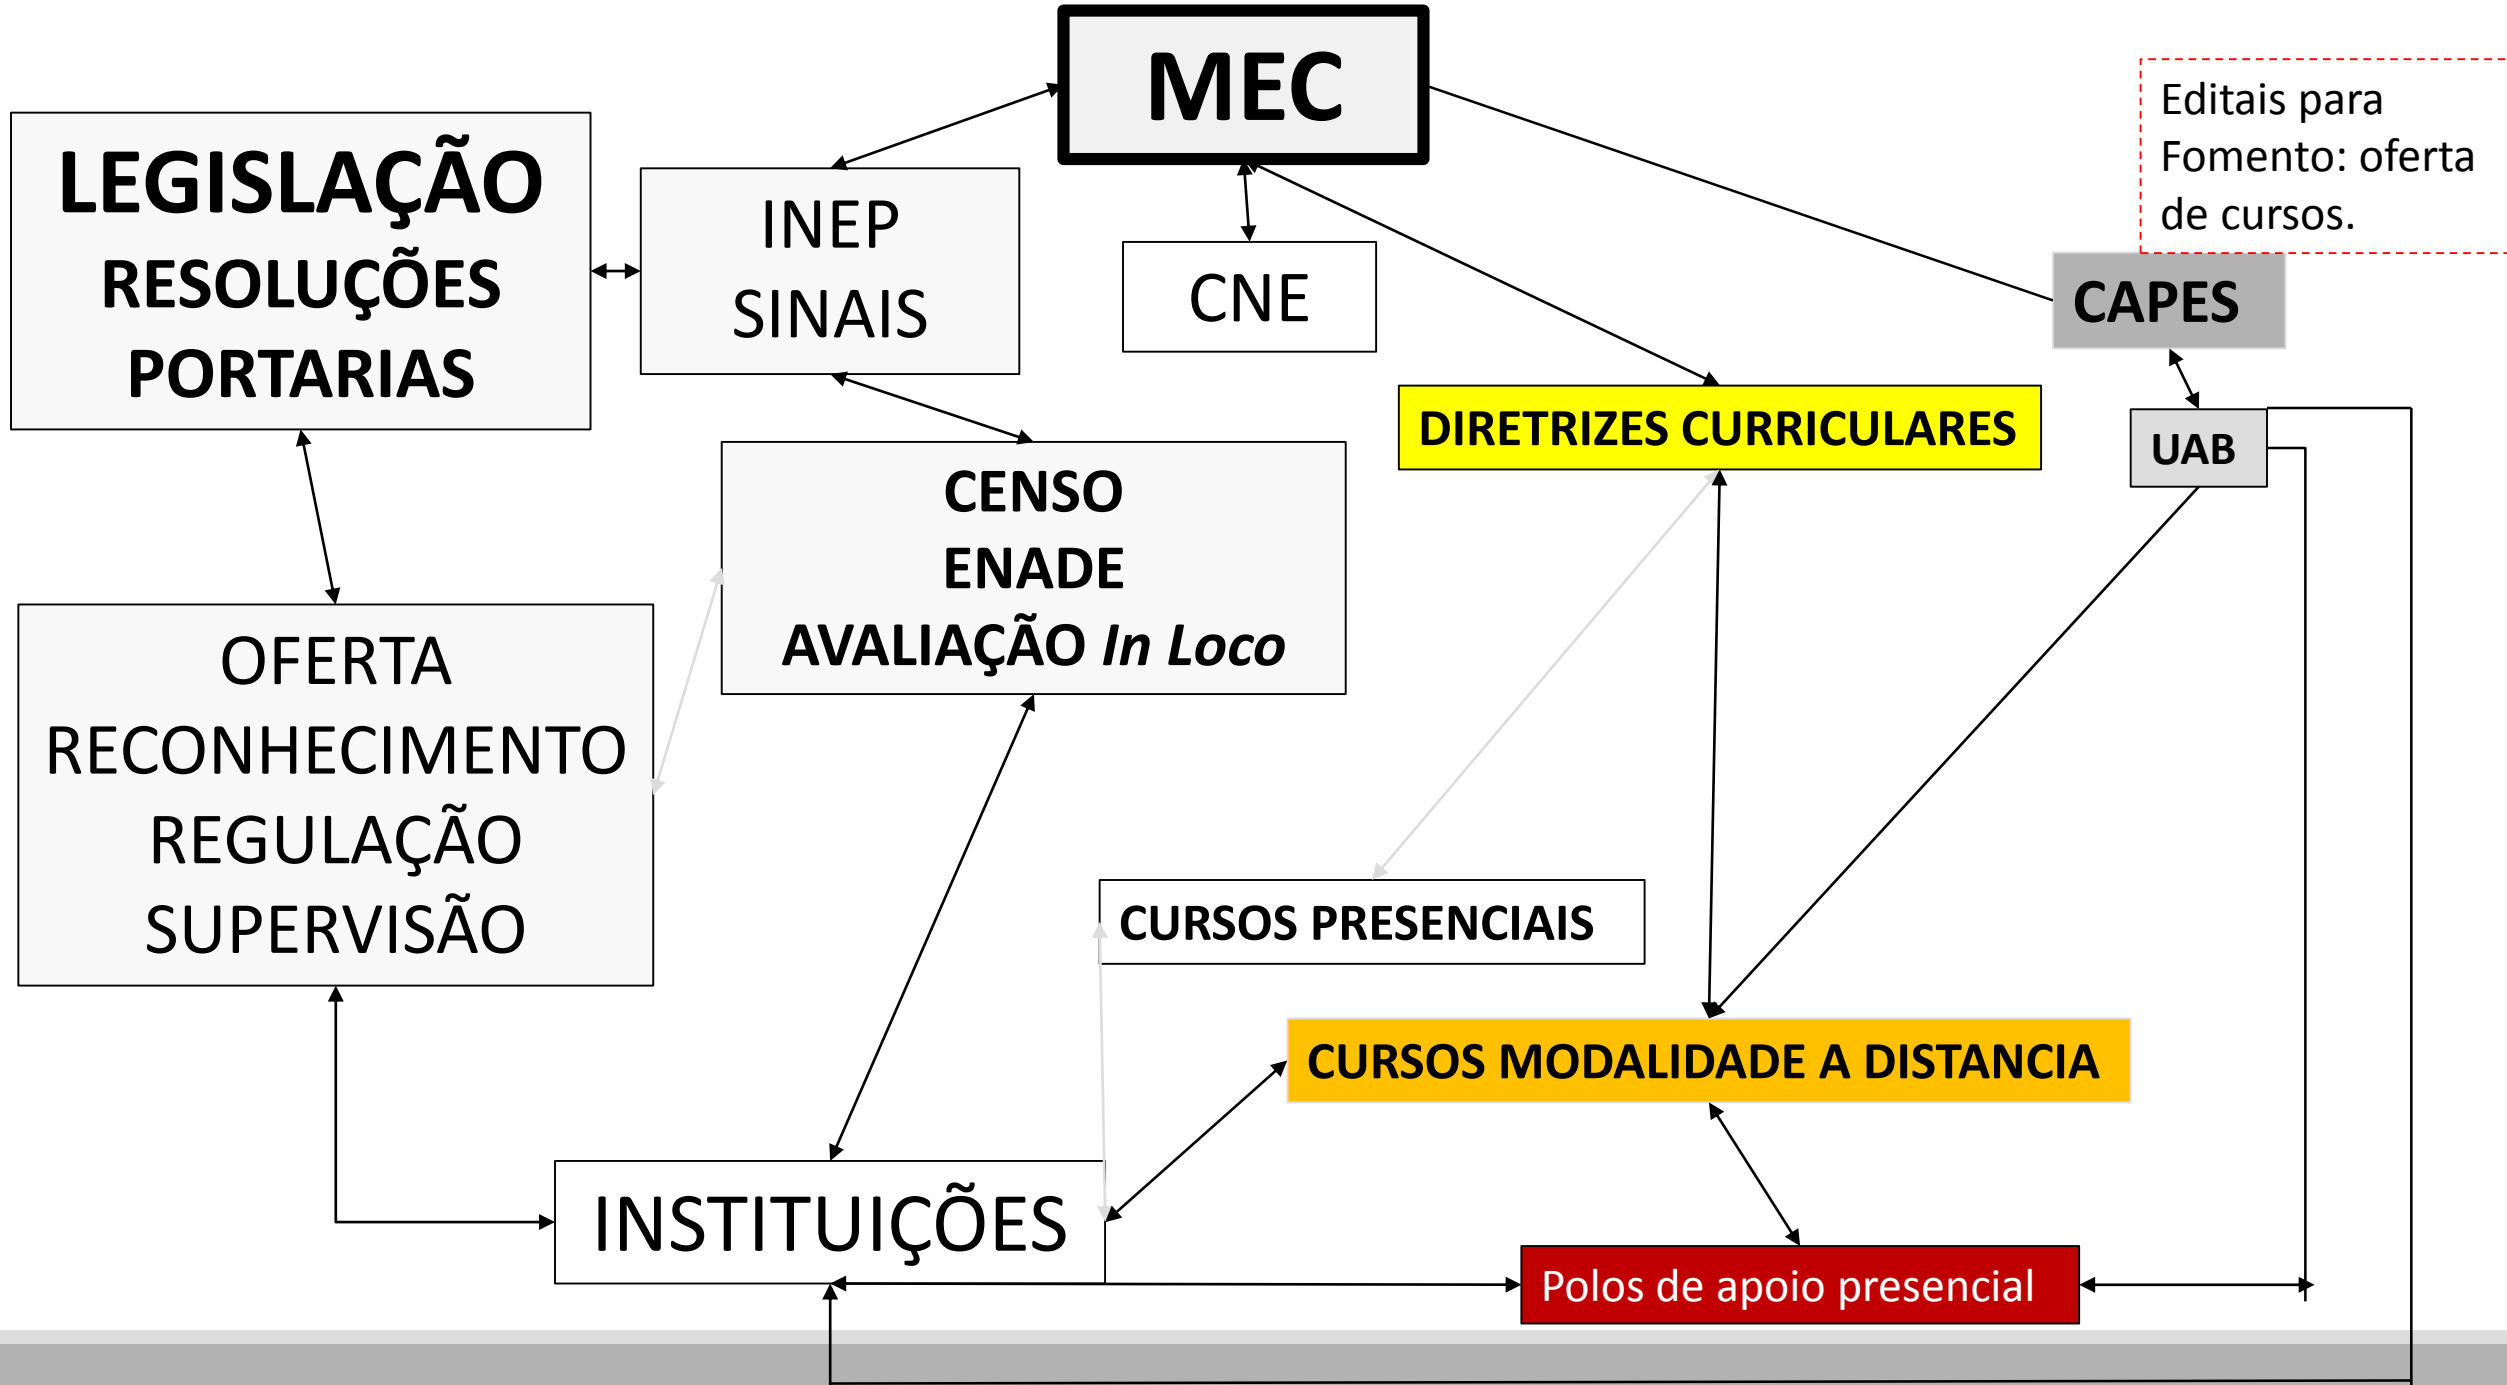 MEC
Editais para
Fomento: oferta
de cursos.
LEGISLAÇÃO
RESOLUÇÕES
PORTARIAS
INEP
SINAIS
CNE
CAPES
DIRETRIZES CURRICULARES
UAB
CENSO
ENADE
AVALIAÇÃO In Loco
OFERTA
RECONHECIMENTO
REGULAÇÃO
SUPERVISÃO
CURSOS PRESENCIAIS
CURSOS MODALIDADE A DISTANCIA
INSTITUIÇÕES
Polos de apoio presencial